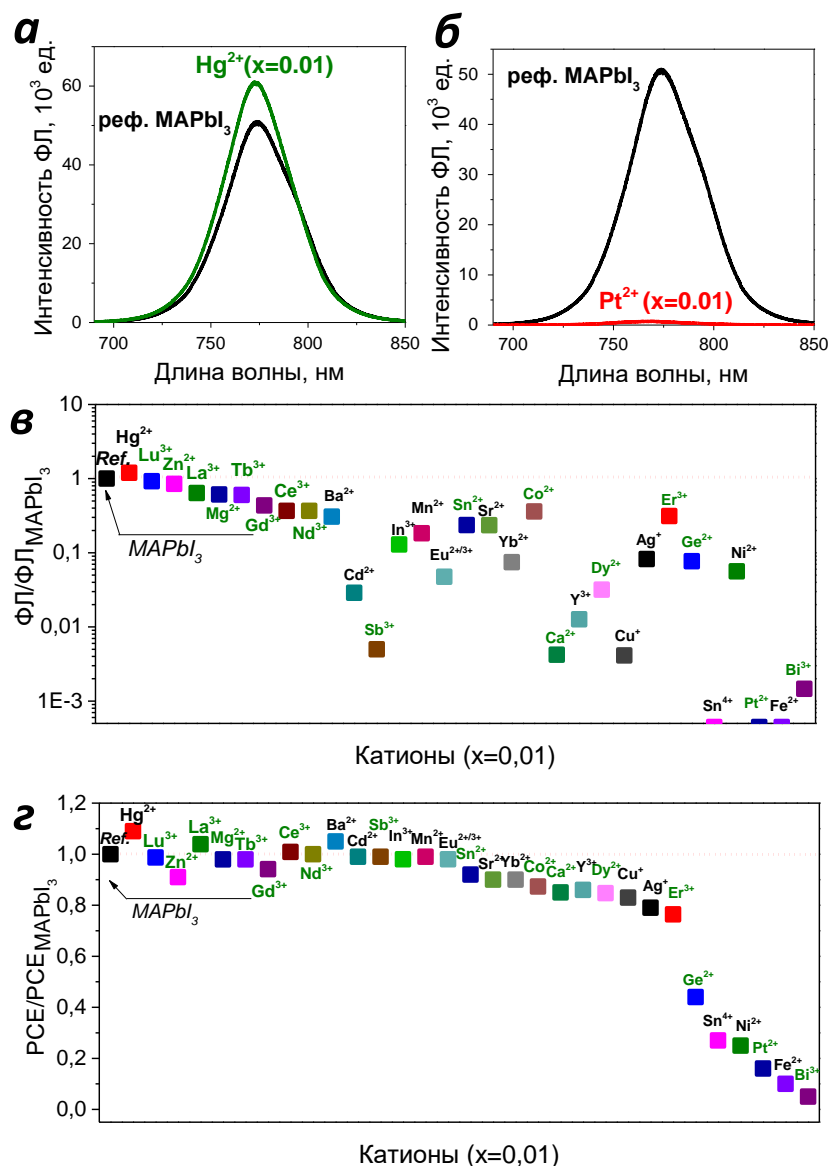 а
Hg²⁺(x=0.01)
реф. MAPbI₃
Интенсивность ФЛ, 10³ ед.
60
40
20
0
700
750
800
850
Длина волны, нм
б
реф. MAPbI₃
Pt²⁺ (x=0.01)
Интенсивность ФЛ, 10³ ед.
50
40
30
20
10
0
700
750
800
850
Длина волны, нм
в
ФЛ/ФЛMAPbI₃
10
1
0,1
0,01
1E-3
Ref.
MAPbI₃
Hg²⁺
Lu³⁺
Zn²⁺
La³⁺
Mg²⁺
Tb³⁺
Gd³⁺
Ce³⁺
Nd³⁺
Ba²⁺
Cd²⁺
Sb³⁺
In³⁺
Mn²⁺
Eu²⁺/³⁺
Sn²⁺
Sr²⁺
Yb²⁺
Co²⁺
Ca²⁺
Y³⁺
Dy²⁺
Cu⁺
Ag⁺
Er³⁺
Ge²⁺
Sn⁴⁺
Ni²⁺
Pt²⁺
Fe²⁺
Bi³⁺
Катионы (x=0,01)
г
PCE/PCEMAPbI₃
1,2
1,0
0,8
0,6
0,4
0,2
0,0
Ref.
MAPbI₃
Hg²⁺
Lu³⁺
Zn²⁺
La³⁺
Mg²⁺
Tb³⁺
Gd³⁺
Ce³⁺
Nd³⁺
Ba²⁺
Cd²⁺
Sb³⁺
In³⁺
Mn²⁺
Eu²⁺/³⁺
Sn²⁺
Sr²⁺
Yb²⁺
Co²⁺
Ca²⁺
Y³⁺
Dy²⁺
Cu⁺
Ag⁺
Er³⁺
Ge²⁺
Sn⁴⁺
Ni²⁺
Pt²⁺
Fe²⁺
Bi³⁺
Катионы (x=0,01)